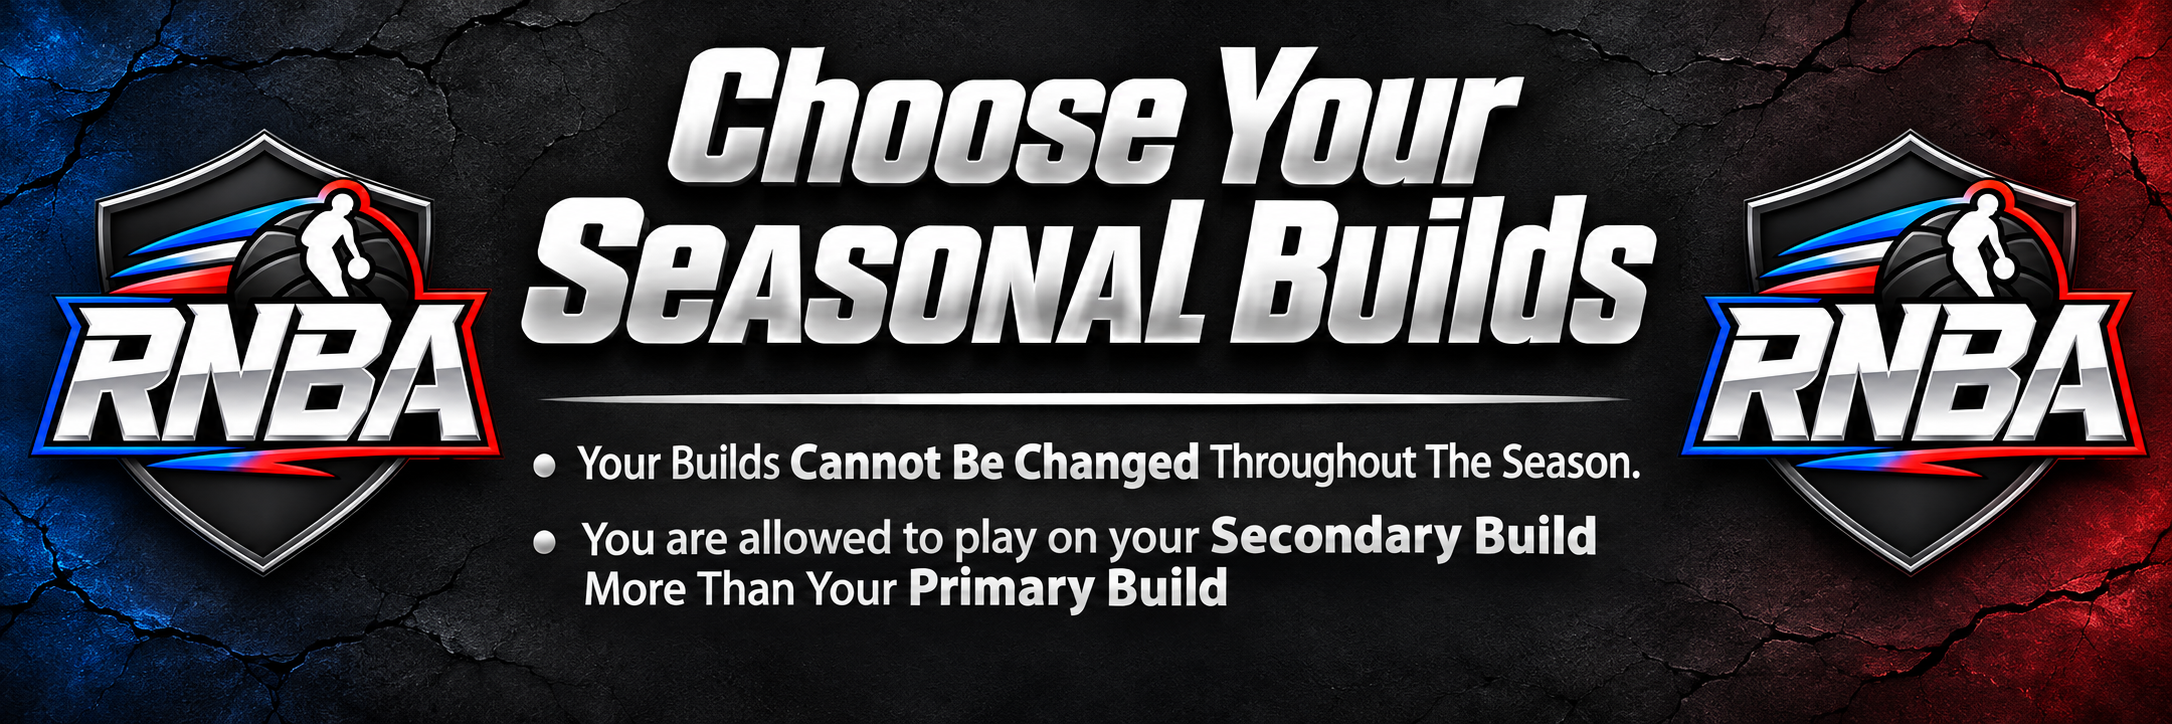 Choose Your
SeASONAL Builds
RNBA
RNBA
• Your Builds Cannot Be Changed Throughout The Season.
• You are allowed to play on your Secondary Build
More Than Your Primary Build